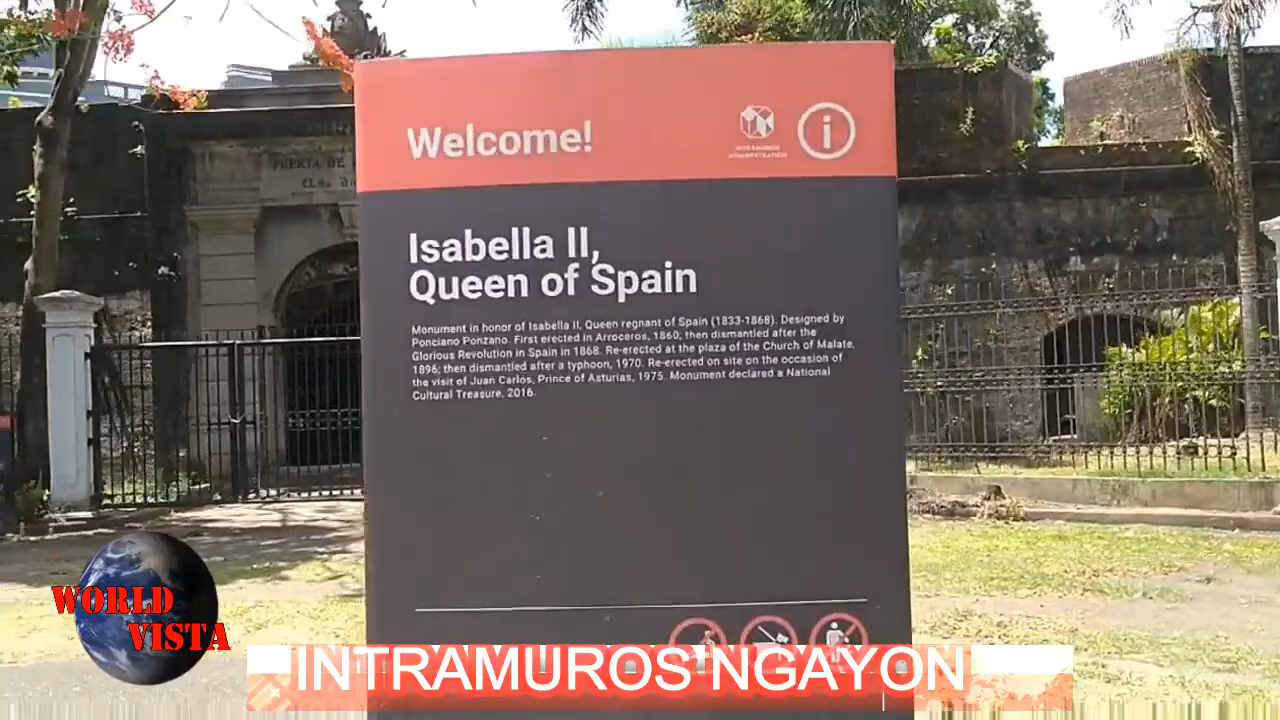 Welcome!
i
INTRAMUROS
ADMINISTRATION
PUERTA DE
Isabella II,
Queen of Spain
Monument in honor of Isabella II, Queen regnant of Spain (1833-1868). Designed by
Ponciano Ponzano. First erected in Arroceros, 1860; then dismantled after the
Glorious Revolution in Spain in 1868. Re-erected at the plaza of the Church of Malate,
1896; then dismantled after a typhoon, 1970. Re-erected on site on the occasion of
the visit of Juan Carlos, Prince of Asturias, 1975. Monument declared a National
Cultural Treasure, 2016.
WORLD
VISTA
INTRAMUROS NGAYON